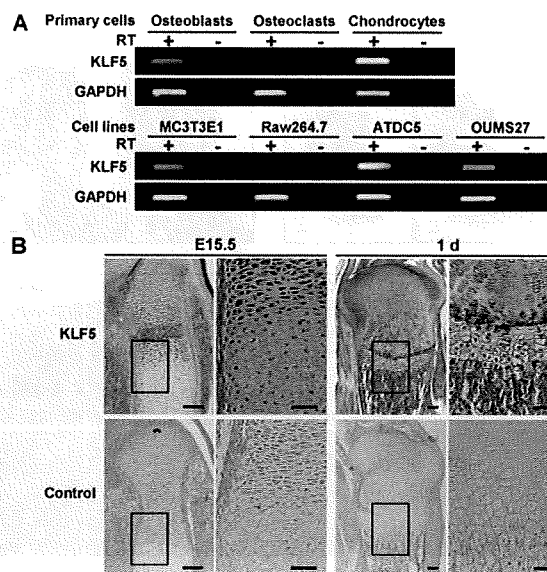 A
Primary cells Osteoblasts Osteoclasts Chondrocytes
RT + - + - + -
KLF5
GAPDH
Cell lines MC3T3E1 Raw264.7 ATDC5 OUMS27
RT + - + - + - + -
KLF5
GAPDH
B
E15.5 1 d
KLF5
Control